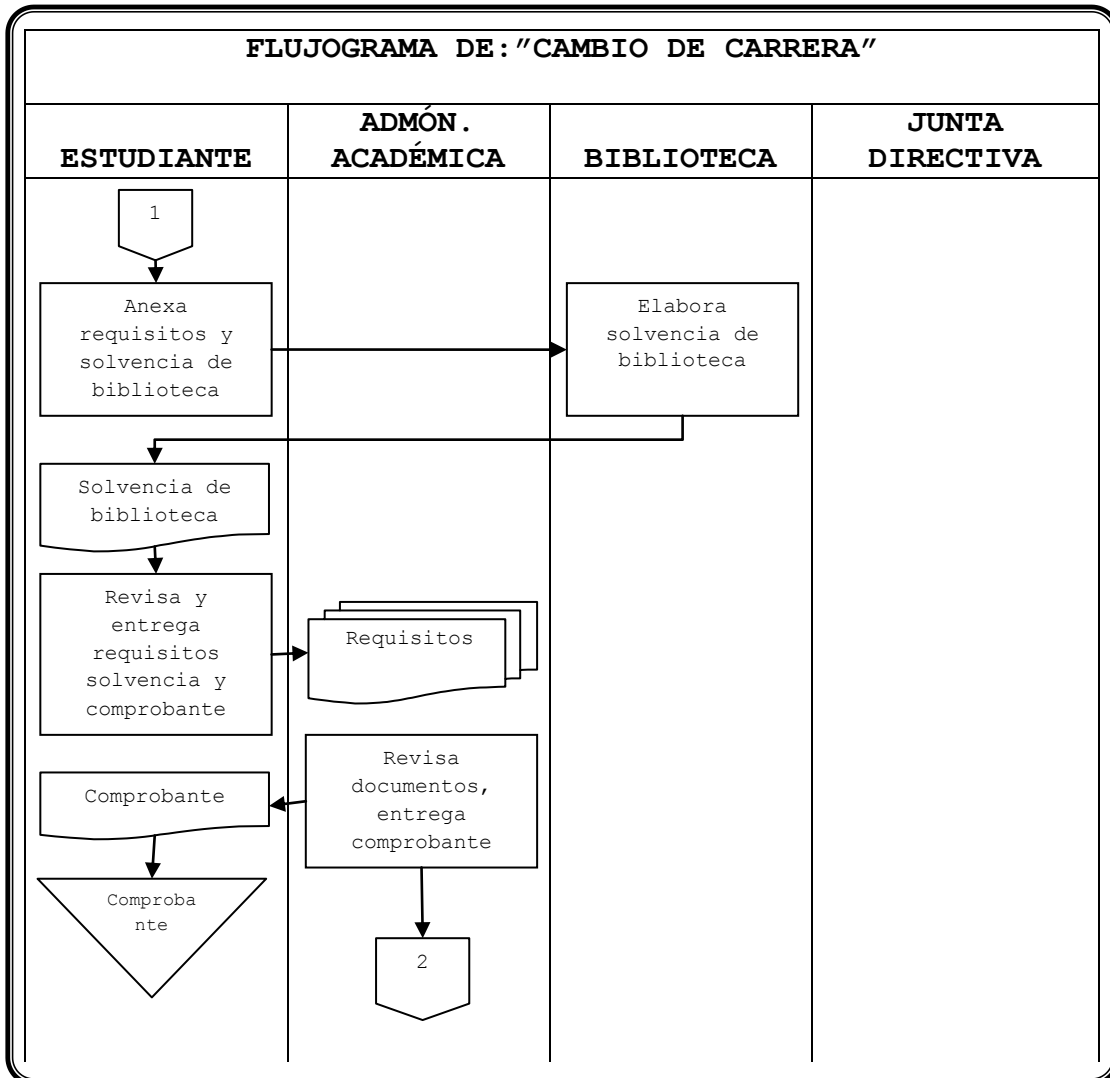 FLUJOGRAMA DE:"CAMBIO DE CARRERA"
ESTUDIANTE
ADMÓN.
ACADÉMICA
BIBLIOTECA
JUNTA
DIRECTIVA
1
Anexa
requisitos y
solvencia de
biblioteca
Elabora
solvencia de
biblioteca
Solvencia de
biblioteca
Revisa y
entrega
requisitos
solvencia y
comprobante
Requisitos
Revisa
documentos,
entrega
comprobante
Comprobante
Comproba
nte
2